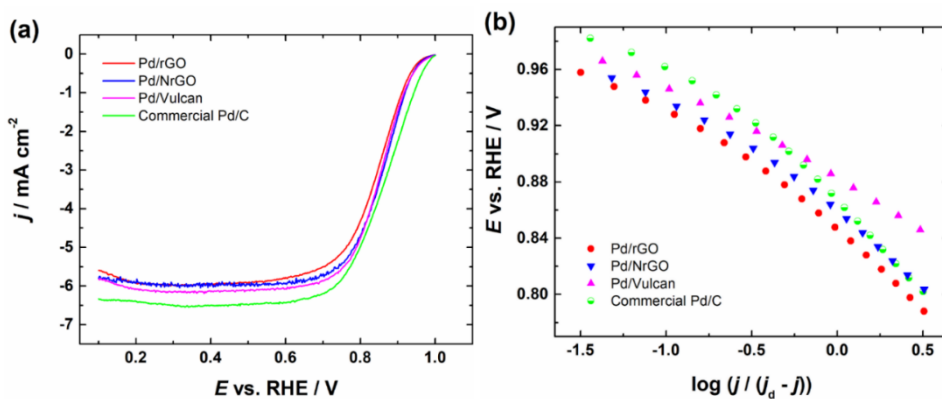 (a)
Pd/rGO
Pd/NrGO
Pd/Vulcan
Commercial Pd/C
j / mA cm⁻²
0
-1
-2
-3
-4
-5
-6
-7
0.2
0.4
0.6
0.8
1.0
E vs. RHE / V
(b)
E vs. RHE / V
0.96
0.92
0.88
0.84
0.80
Pd/rGO
Pd/NrGO
Pd/Vulcan
Commercial Pd/C
-1.5
-1.0
-0.5
0.0
0.5
log (j / (j_d - j))